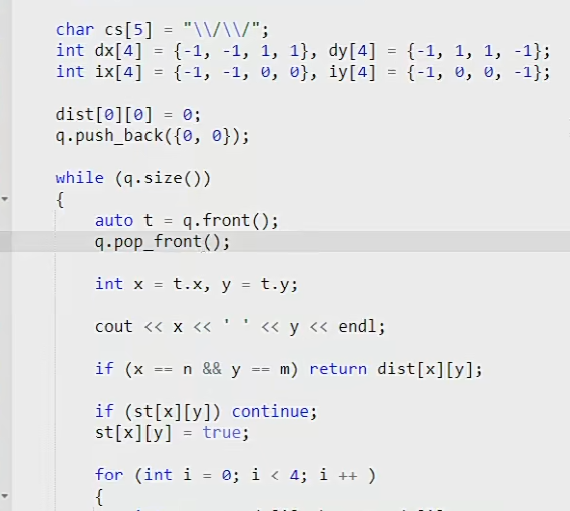 char cs[5] = "\\/\\/";
int dx[4] = {-1, -1, 1, 1}, dy[4] = {-1, 1, 1, -1};
int ix[4] = {-1, -1, 0, 0}, iy[4] = {-1, 0, 0, -1};
dist[0][0] = 0;
q.push_back({0, 0});
while (q.size())
{
auto t = q.front();
q.pop_front();
int x = t.x, y = t.y;
cout << x << ' ' << y << endl;
if (x == n && y == m) return dist[x][y];
if (st[x][y]) continue;
st[x][y] = true;
for (int i = 0; i < 4; i ++ )
{